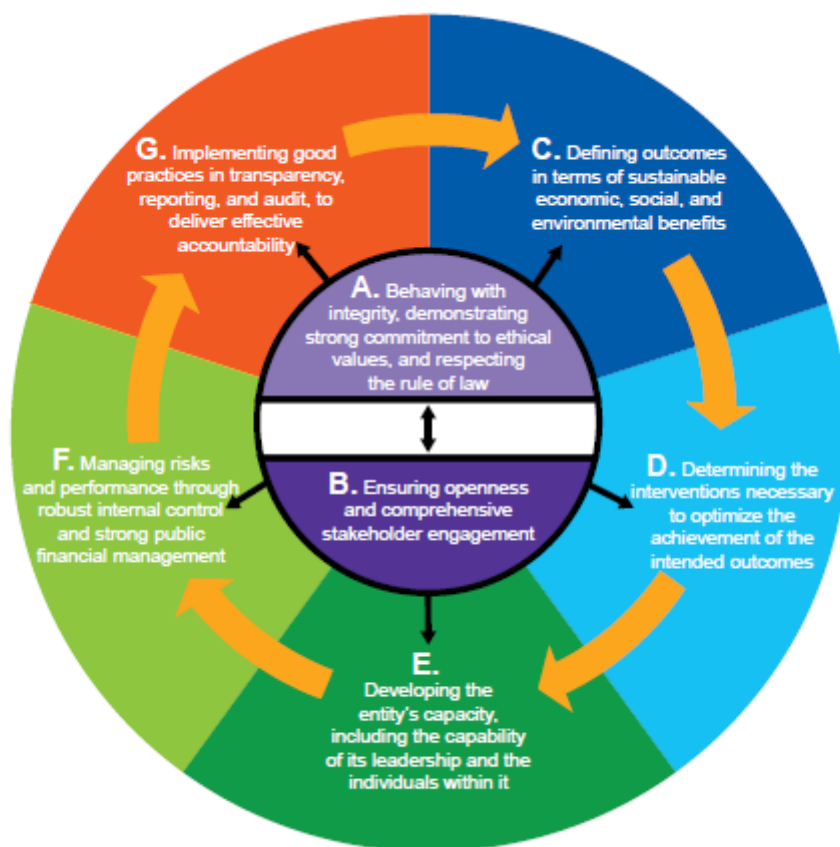 G. Implementing good
practices in transparency,
reporting, and audit, to
deliver effective
accountability
C. Defining outcomes
in terms of sustainable
economic, social, and
environmental benefits
A. Behaving with
integrity, demonstrating
strong commitment to ethical
values, and respecting
the rule of law
B. Ensuring openness
and comprehensive
stakeholder engagement
D. Determining the
interventions necessary
to optimize the
achievement of the
intended outcomes
E.
Developing the
entity's capacity,
including the capability
of its leadership and the
individuals within it
F. Managing risks
and performance through
robust internal control
and strong public
financial management